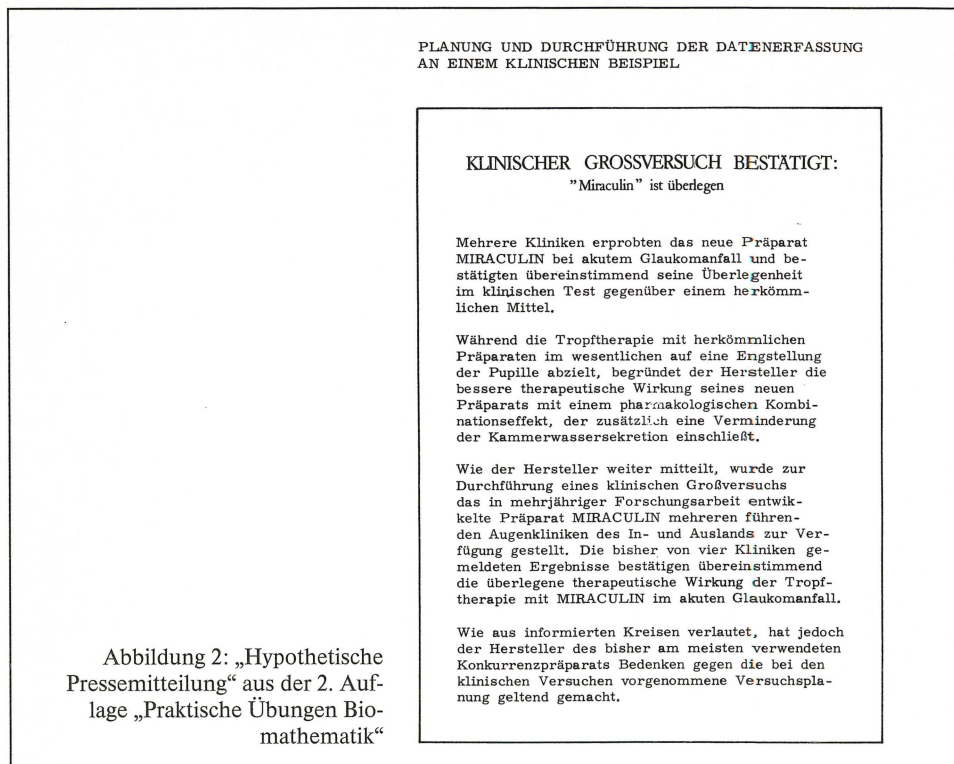 PLANUNG UND DURCHFÜHRUNG DER DATENERFASSUNG
AN EINEM KLINISCHEN BEISPIEL
KLINISCHER GROSSVERSUCH BESTÄTIGT:
"Miraculin" ist überlegen
Mehrere Kliniken erprobten das neue Präparat
MIRACULIN bei akutem Glaukomanfall und be-
stätigten übereinstimmend seine Überlegenheit
im klinischen Test gegenüber einem herkömm-
lichen Mittel.
Während die Tropftherapie mit herkömmlichen
Präparaten im wesentlichen auf eine Engstellung
der Pupille abzielt, begründet der Hersteller die
bessere therapeutische Wirkung seines neuen
Präparats mit einem pharmakologischen Kombi-
nationseffekt, der zusätzlich eine Verminderung
der Kammerwassersekretion einschließt.
Wie der Hersteller weiter mitteilt, wurde zur
Durchführung eines klinischen Großversuchs
das in mehrjähriger Forschungsarbeit entwik-
kelte Präparat MIRACULIN mehreren führen-
den Augenkliniken des In- und Auslands zur Ver-
fügung gestellt. Die bisher von vier Kliniken ge-
meldeten Ergebnisse bestätigen übereinstimmend
die überlegene therapeutische Wirkung der Tropf-
therapie mit MIRACULIN im akuten Glaukomanfall.
Wie aus informierten Kreisen verlautet, hat jedoch
der Hersteller des bisher am meisten verwendeten
Konkurrenzpräparats Bedenken gegen die bei den
klinischen Versuchen vorgenommene Versuchspla-
nung geltend gemacht.
Abbildung 2: „Hypothetische
Pressemitteilung“ aus der 2. Auf-
lage „Praktische Übungen Bio-
mathematik“